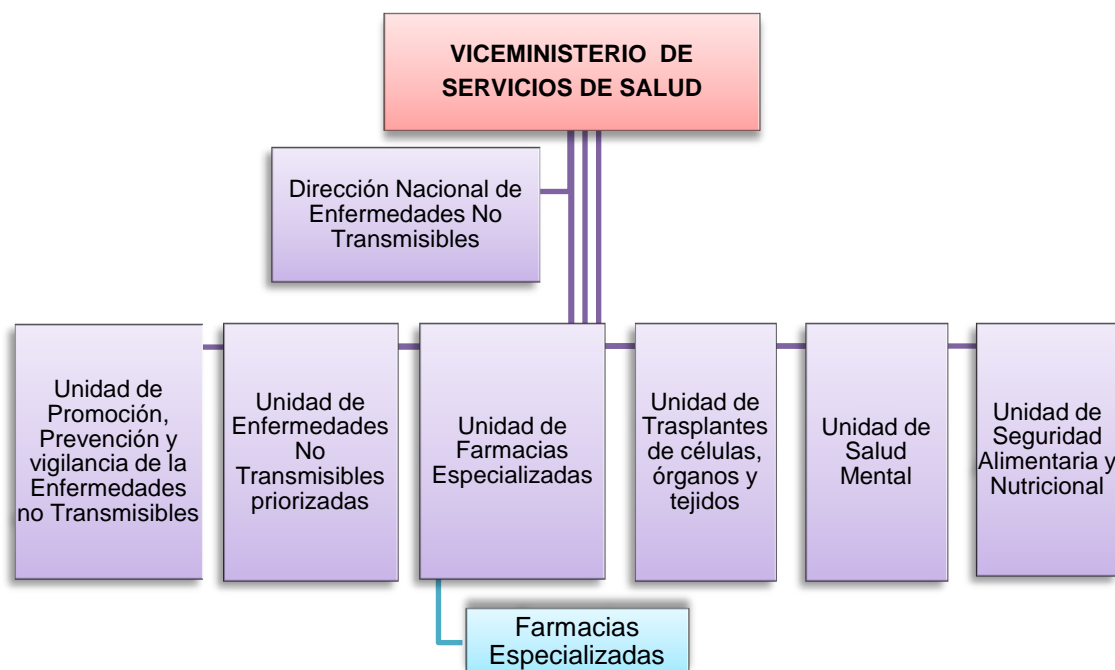 VICEMINISTERIO DE
SERVICIOS DE SALUD
Dirección Nacional de
Enfermedades No
Transmisibles
Unidad de
Promoción,
Prevención y
vigilancia de la
Enfermedades
no Transmisibles
Unidad de
Enfermedades
No
Transmisibles
priorizadas
Unidad de
Farmacias
Especializadas
Unidad de
Trasplantes
de células,
órganos y
tejidos
Unidad de
Salud
Mental
Unidad de
Seguridad
Alimentaria y
Nutricional
Farmacias
Especializadas